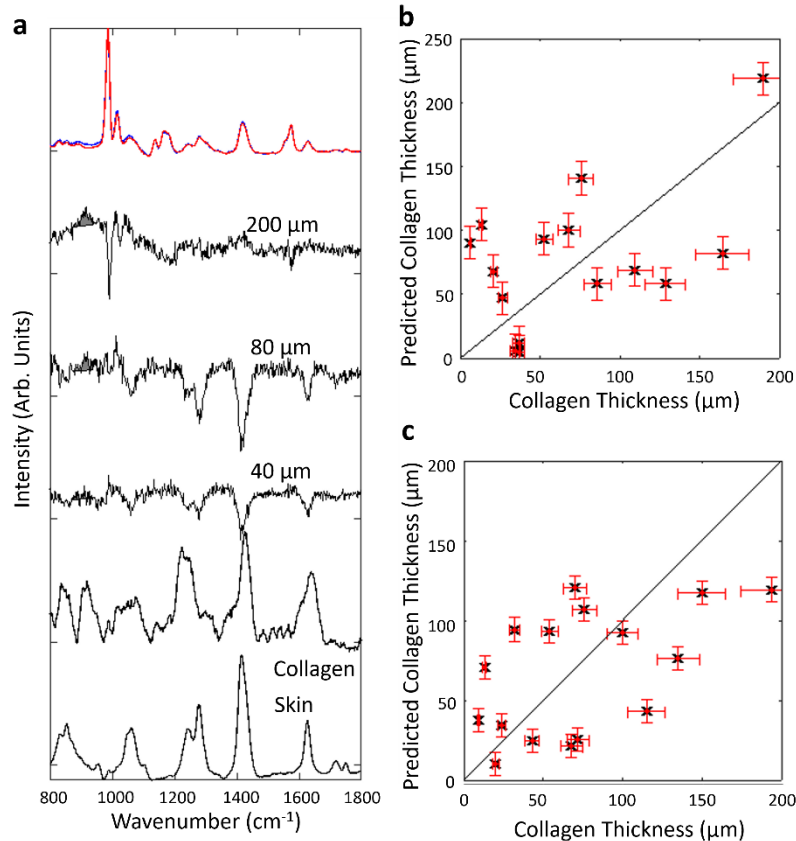 a
200 µm
80 µm
40 µm
Collagen
Skin
Intensity (Arb. Units)
800 1000 1200 1400 1600 1800
Wavenumber (cm⁻¹)
b
250
200
150
100
50
0
0 50 100 150 200
Predicted Collagen Thickness (µm)
Collagen Thickness (µm)
c
200
150
100
50
0
0 50 100 150 200
Predicted Collagen Thickness (µm)
Collagen Thickness (µm)